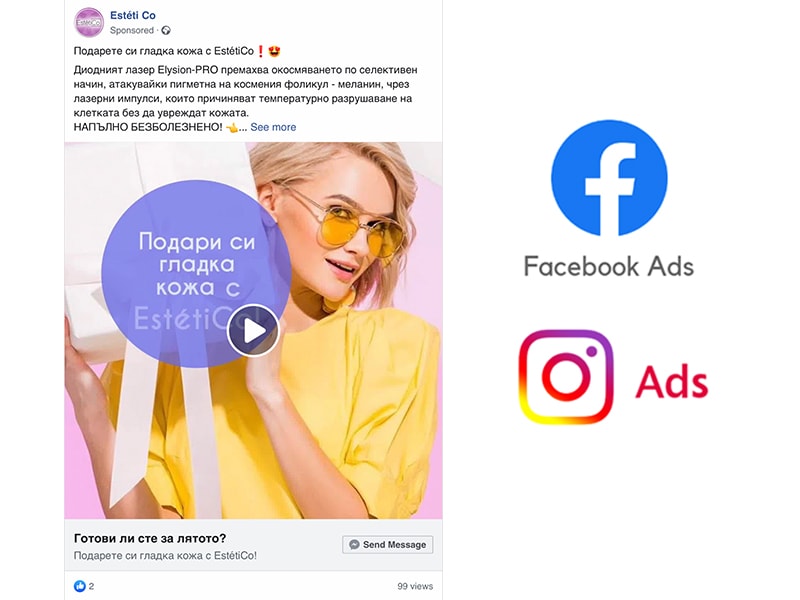 Estéti Co
Sponsored ·
Подарете си гладка кожа с EstétiCo❗😍
Диодният лазер Elysion-PRO премахва окосмяването по селективен
начин, атакувайки пигметна на космения фоликул - меланин, чрез
лазерни импулси, които причиняват температурно разрушаване на
клетката без да увреждат кожата.
НАПЪЛНО БЕЗБОЛЕЗНЕНО! 👈... See more
Подари си
гладка
кожа с
EstétiCo!
Готови ли сте за лятото?
Подарете си гладка кожа с EstétiCo!
Send Message
2
99 views
Facebook Ads
Ads